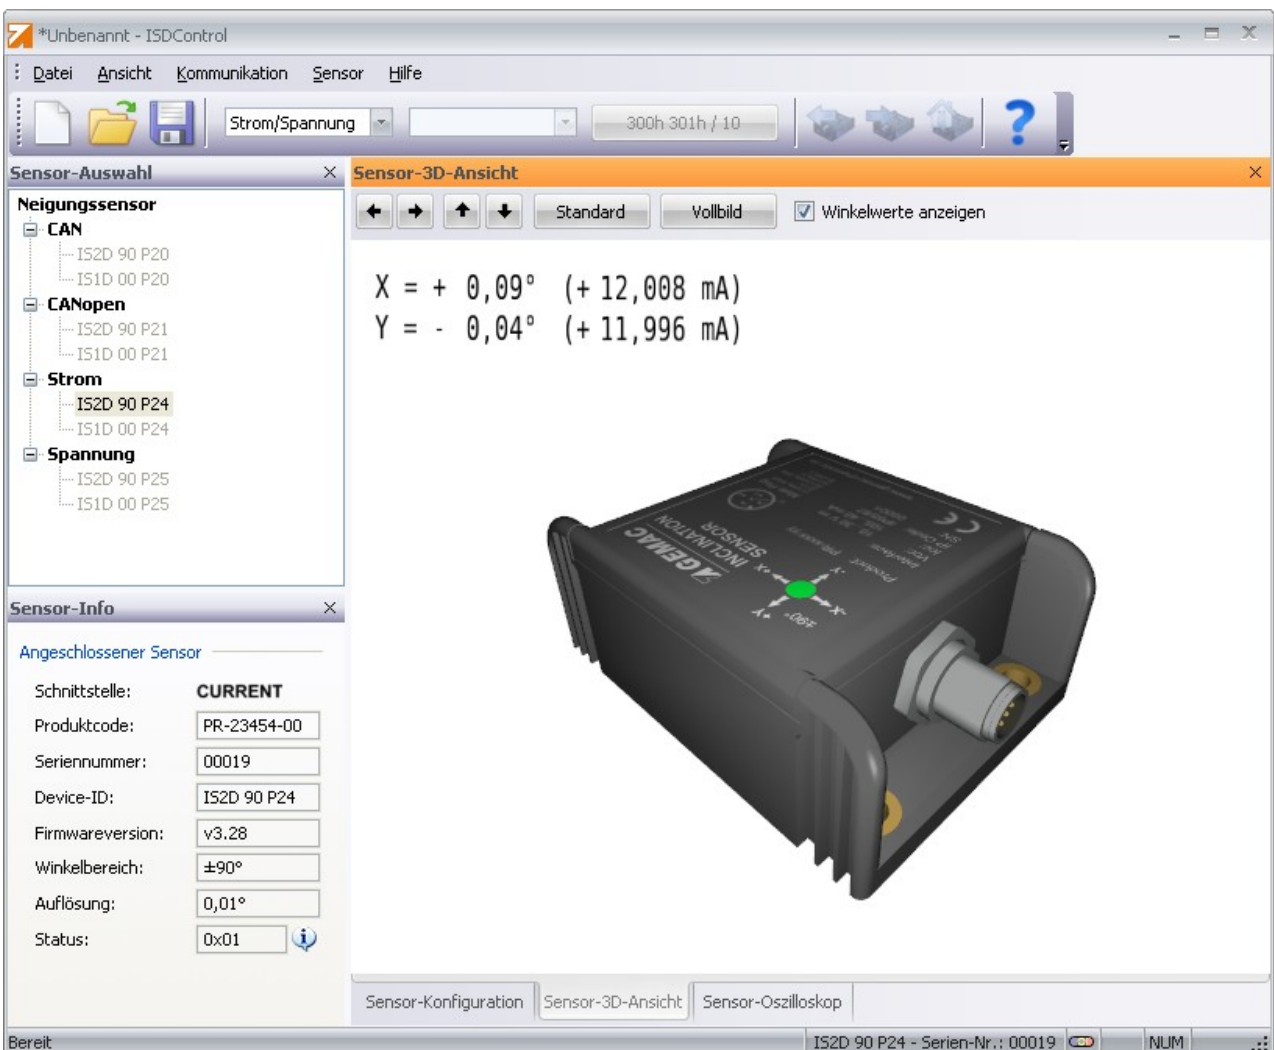 *Unbenannt - ISDControl
Datei Ansicht Kommunikation Sensor Hilfe
Strom/Spannung 300h 301h / 10
Sensor-Auswahl
Neigungssensor
CAN
IS2D 90 P20
IS1D 00 P20
CANopen
IS2D 90 P21
IS1D 00 P21
Strom
IS2D 90 P24
IS1D 00 P24
Spannung
IS2D 90 P25
IS1D 00 P25
Sensor-Info
Angeschlossener Sensor
Schnittstelle: CURRENT
Produktcode: PR-23454-00
Seriennummer: 00019
Device-ID: IS2D 90 P24
Firmwareversion: v3.28
Winkelbereich: ±90°
Auflösung: 0,01°
Status: 0x01
Sensor-3D-Ansicht
Standard Vollbild Winkelwerte anzeigen
X = + 0,09° (+ 12,008 mA)
Y = - 0,04° (+ 11,996 mA)
GEMAC
INCLINATION
SENSOR
Product
Interface:
Vcc:
CE
+X
-Y
-X
+Y
±90°
Sensor-Konfiguration Sensor-3D-Ansicht Sensor-Oszilloskop
Bereit IS2D 90 P24 - Serien-Nr.: 00019 NUM